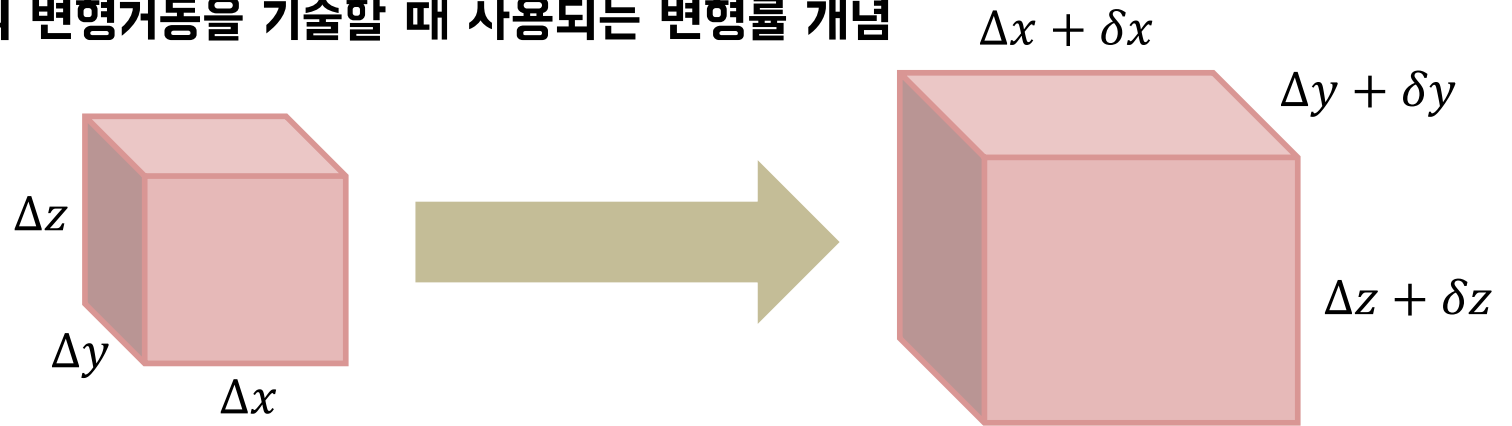 변형거동을 기술할 때 사용되는 변형률 개념
Δx + δx
Δy + δy
Δz
Δz + δz
Δy
Δx